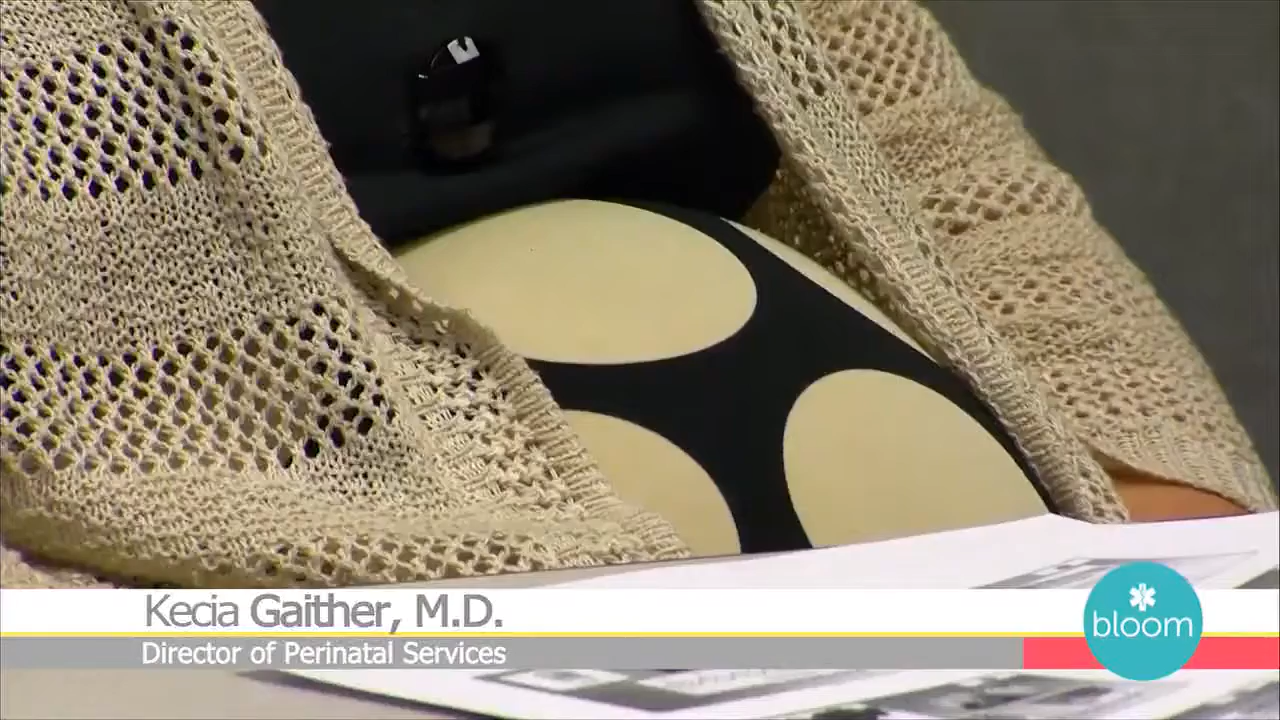 Kecia Gaither, M.D.
Director of Perinatal Services
bloom